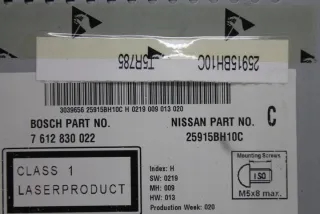 25915BH10C T5R785
3039656 25915BH10C H 0219 009 013 020
BOSCH PART NO.
7 612 830 022
NISSAN PART NO.
25915BH10C
C
CLASS 1
LASERPRODUCT
Index: H
SW: 0219
MH: 009
HW: 013
Production Week: 020
Mounting Screws
ISO
M5x8 max.